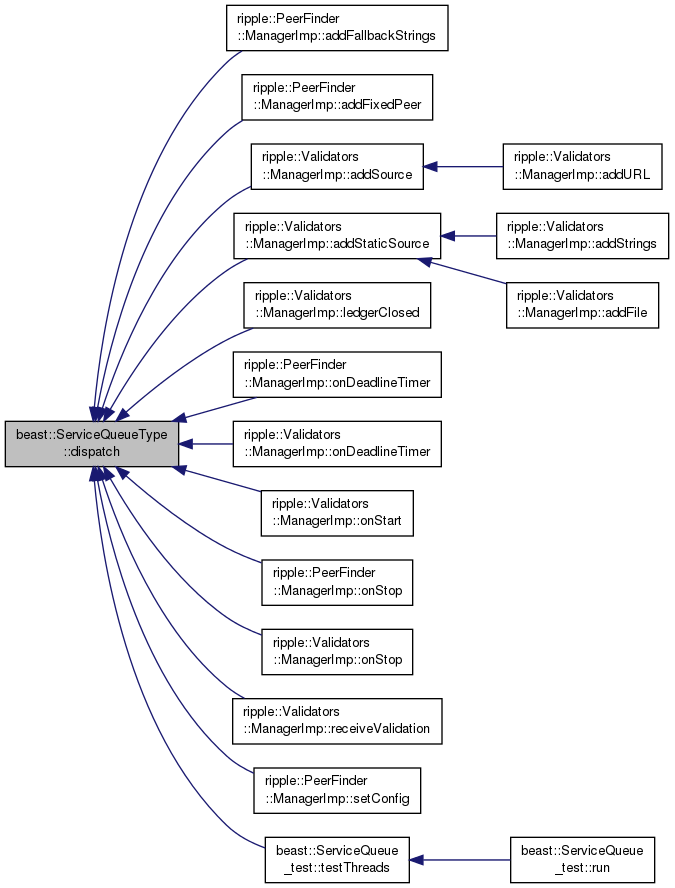 ripple::PeerFinder
::ManagerImp::addFallbackStrings
ripple::PeerFinder
::ManagerImp::addFixedPeer
ripple::Validators
::ManagerImp::addSource
ripple::Validators
::ManagerImp::addURL
ripple::Validators
::ManagerImp::addStaticSource
ripple::Validators
::ManagerImp::addStrings
ripple::Validators
::ManagerImp::ledgerClosed
ripple::Validators
::ManagerImp::addFile
ripple::PeerFinder
::ManagerImp::onDeadlineTimer
beast::ServiceQueueType
::dispatch
ripple::Validators
::ManagerImp::onDeadlineTimer
ripple::Validators
::ManagerImp::onStart
ripple::PeerFinder
::ManagerImp::onStop
ripple::Validators
::ManagerImp::onStop
ripple::Validators
::ManagerImp::receiveValidation
ripple::PeerFinder
::ManagerImp::setConfig
beast::ServiceQueue
_test::testThreads
beast::ServiceQueue
_test::run